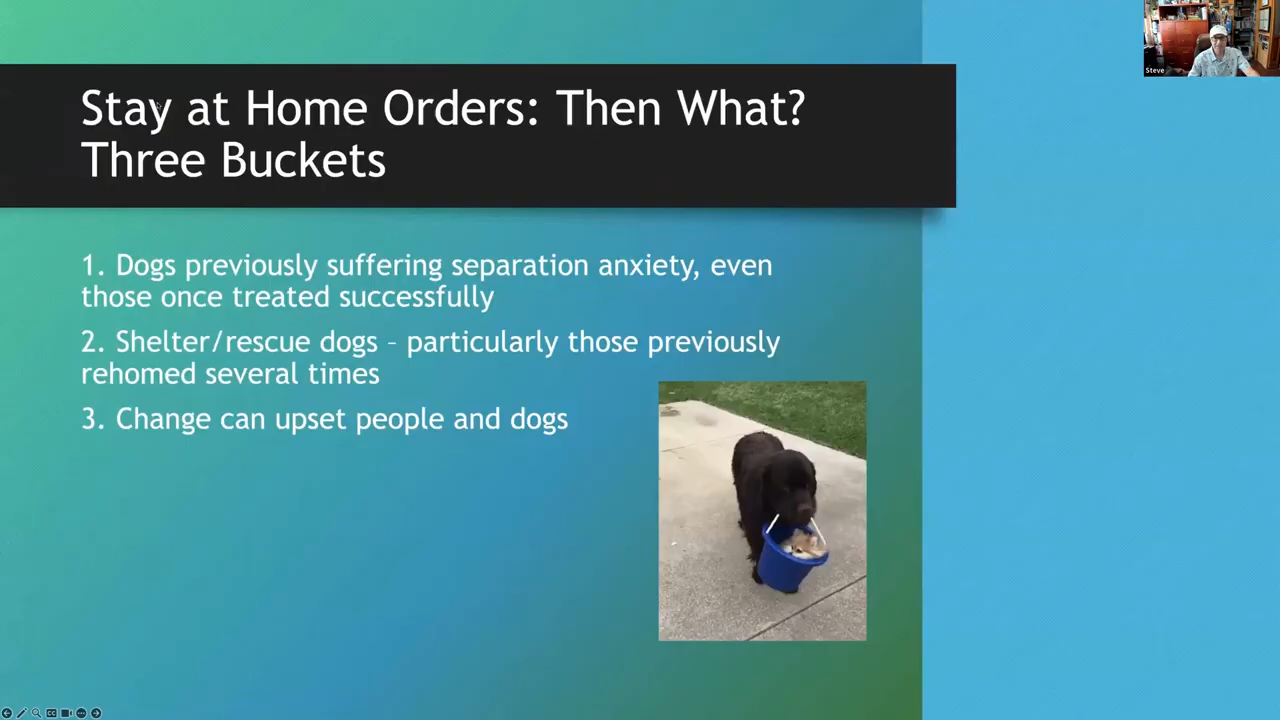 Steve
Stay at Home Orders: Then What?
Three Buckets
1. Dogs previously suffering separation anxiety, even
those once treated successfully
2. Shelter/rescue dogs – particularly those previously
rehomed several times
3. Change can upset people and dogs